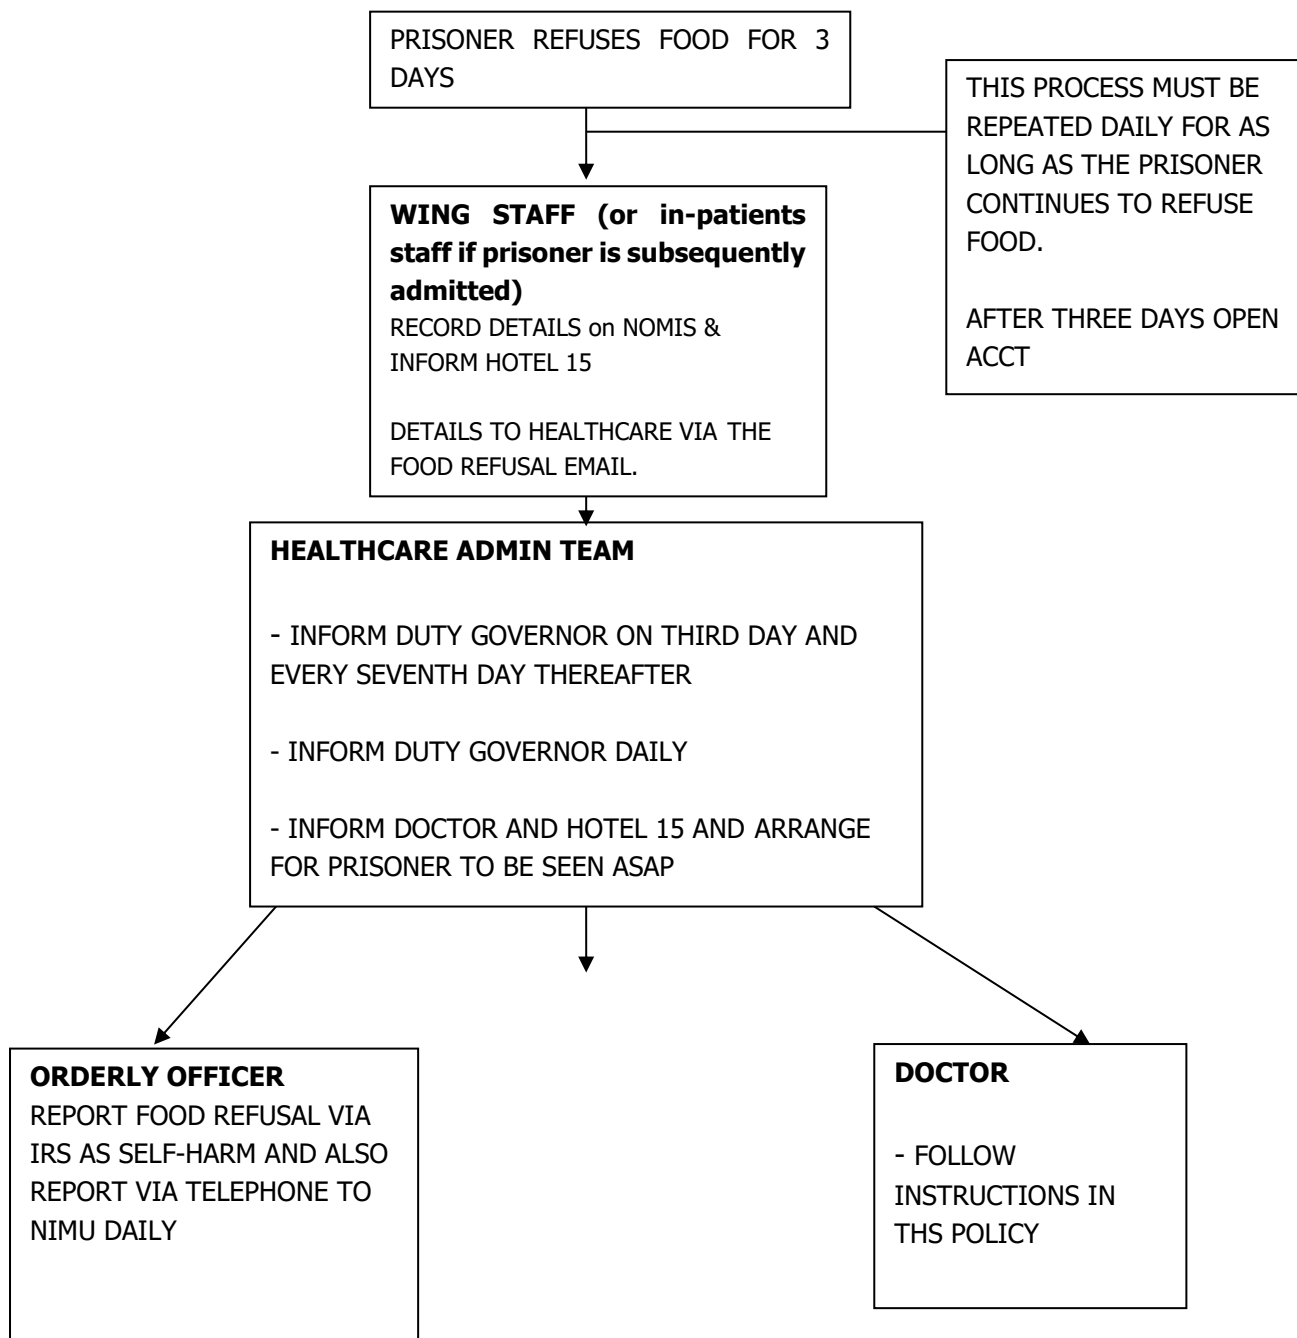 PRISONER REFUSES FOOD FOR 3
DAYS
THIS PROCESS MUST BE
REPEATED DAILY FOR AS
LONG AS THE PRISONER
CONTINUES TO REFUSE
FOOD.
AFTER THREE DAYS OPEN
ACCT
WING STAFF (or in-patients
staff if prisoner is subsequently
admitted)
RECORD DETAILS on NOMIS &
INFORM HOTEL 15
DETAILS TO HEALTHCARE VIA THE
FOOD REFUSAL EMAIL.
HEALTHCARE ADMIN TEAM
- INFORM DUTY GOVERNOR ON THIRD DAY AND
EVERY SEVENTH DAY THEREAFTER
- INFORM DUTY GOVERNOR DAILY
- INFORM DOCTOR AND HOTEL 15 AND ARRANGE
FOR PRISONER TO BE SEEN ASAP
ORDERLY OFFICER
REPORT FOOD REFUSAL VIA
IRS AS SELF-HARM AND ALSO
REPORT VIA TELEPHONE TO
NIMU DAILY
DOCTOR
- FOLLOW
INSTRUCTIONS IN
THS POLICY